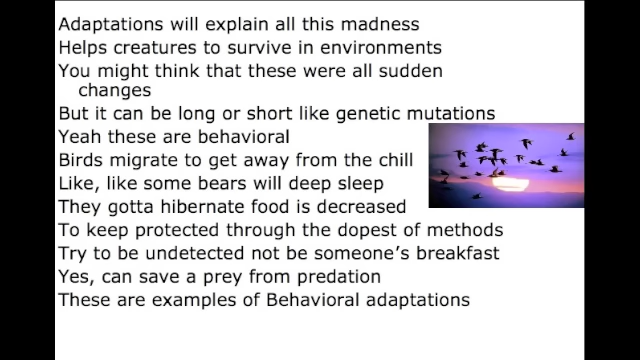 Adaptations will explain all this madness
Helps creatures to survive in environments
You might think that these were all sudden
changes
But it can be long or short like genetic mutations
Yeah these are behavioral
Birds migrate to get away from the chill
Like, like some bears will deep sleep
They gotta hibernate food is decreased
To keep protected through the dopest of methods
Try to be undetected not be someone’s breakfast
Yes, can save a prey from predation
These are examples of Behavioral adaptations